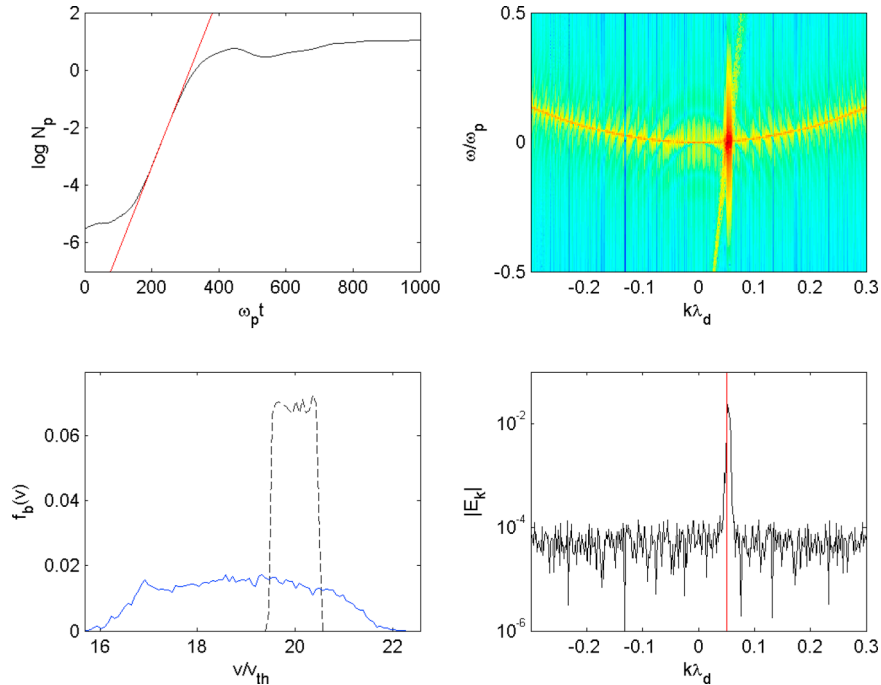 2
0
-2
-4
-6
log N_p
0 200 400 600 800 1000
ω_p t
0.5
0
-0.5
ω/ω_p
-0.2 -0.1 0 0.1 0.2 0.3
kλ_d
0.06
0.04
0.02
0
f_b(v)
16 18 20 22
v/v_th
10^-2
10^-4
10^-6
|E_k|
-0.2 -0.1 0 0.1 0.2 0.3
kλ_d